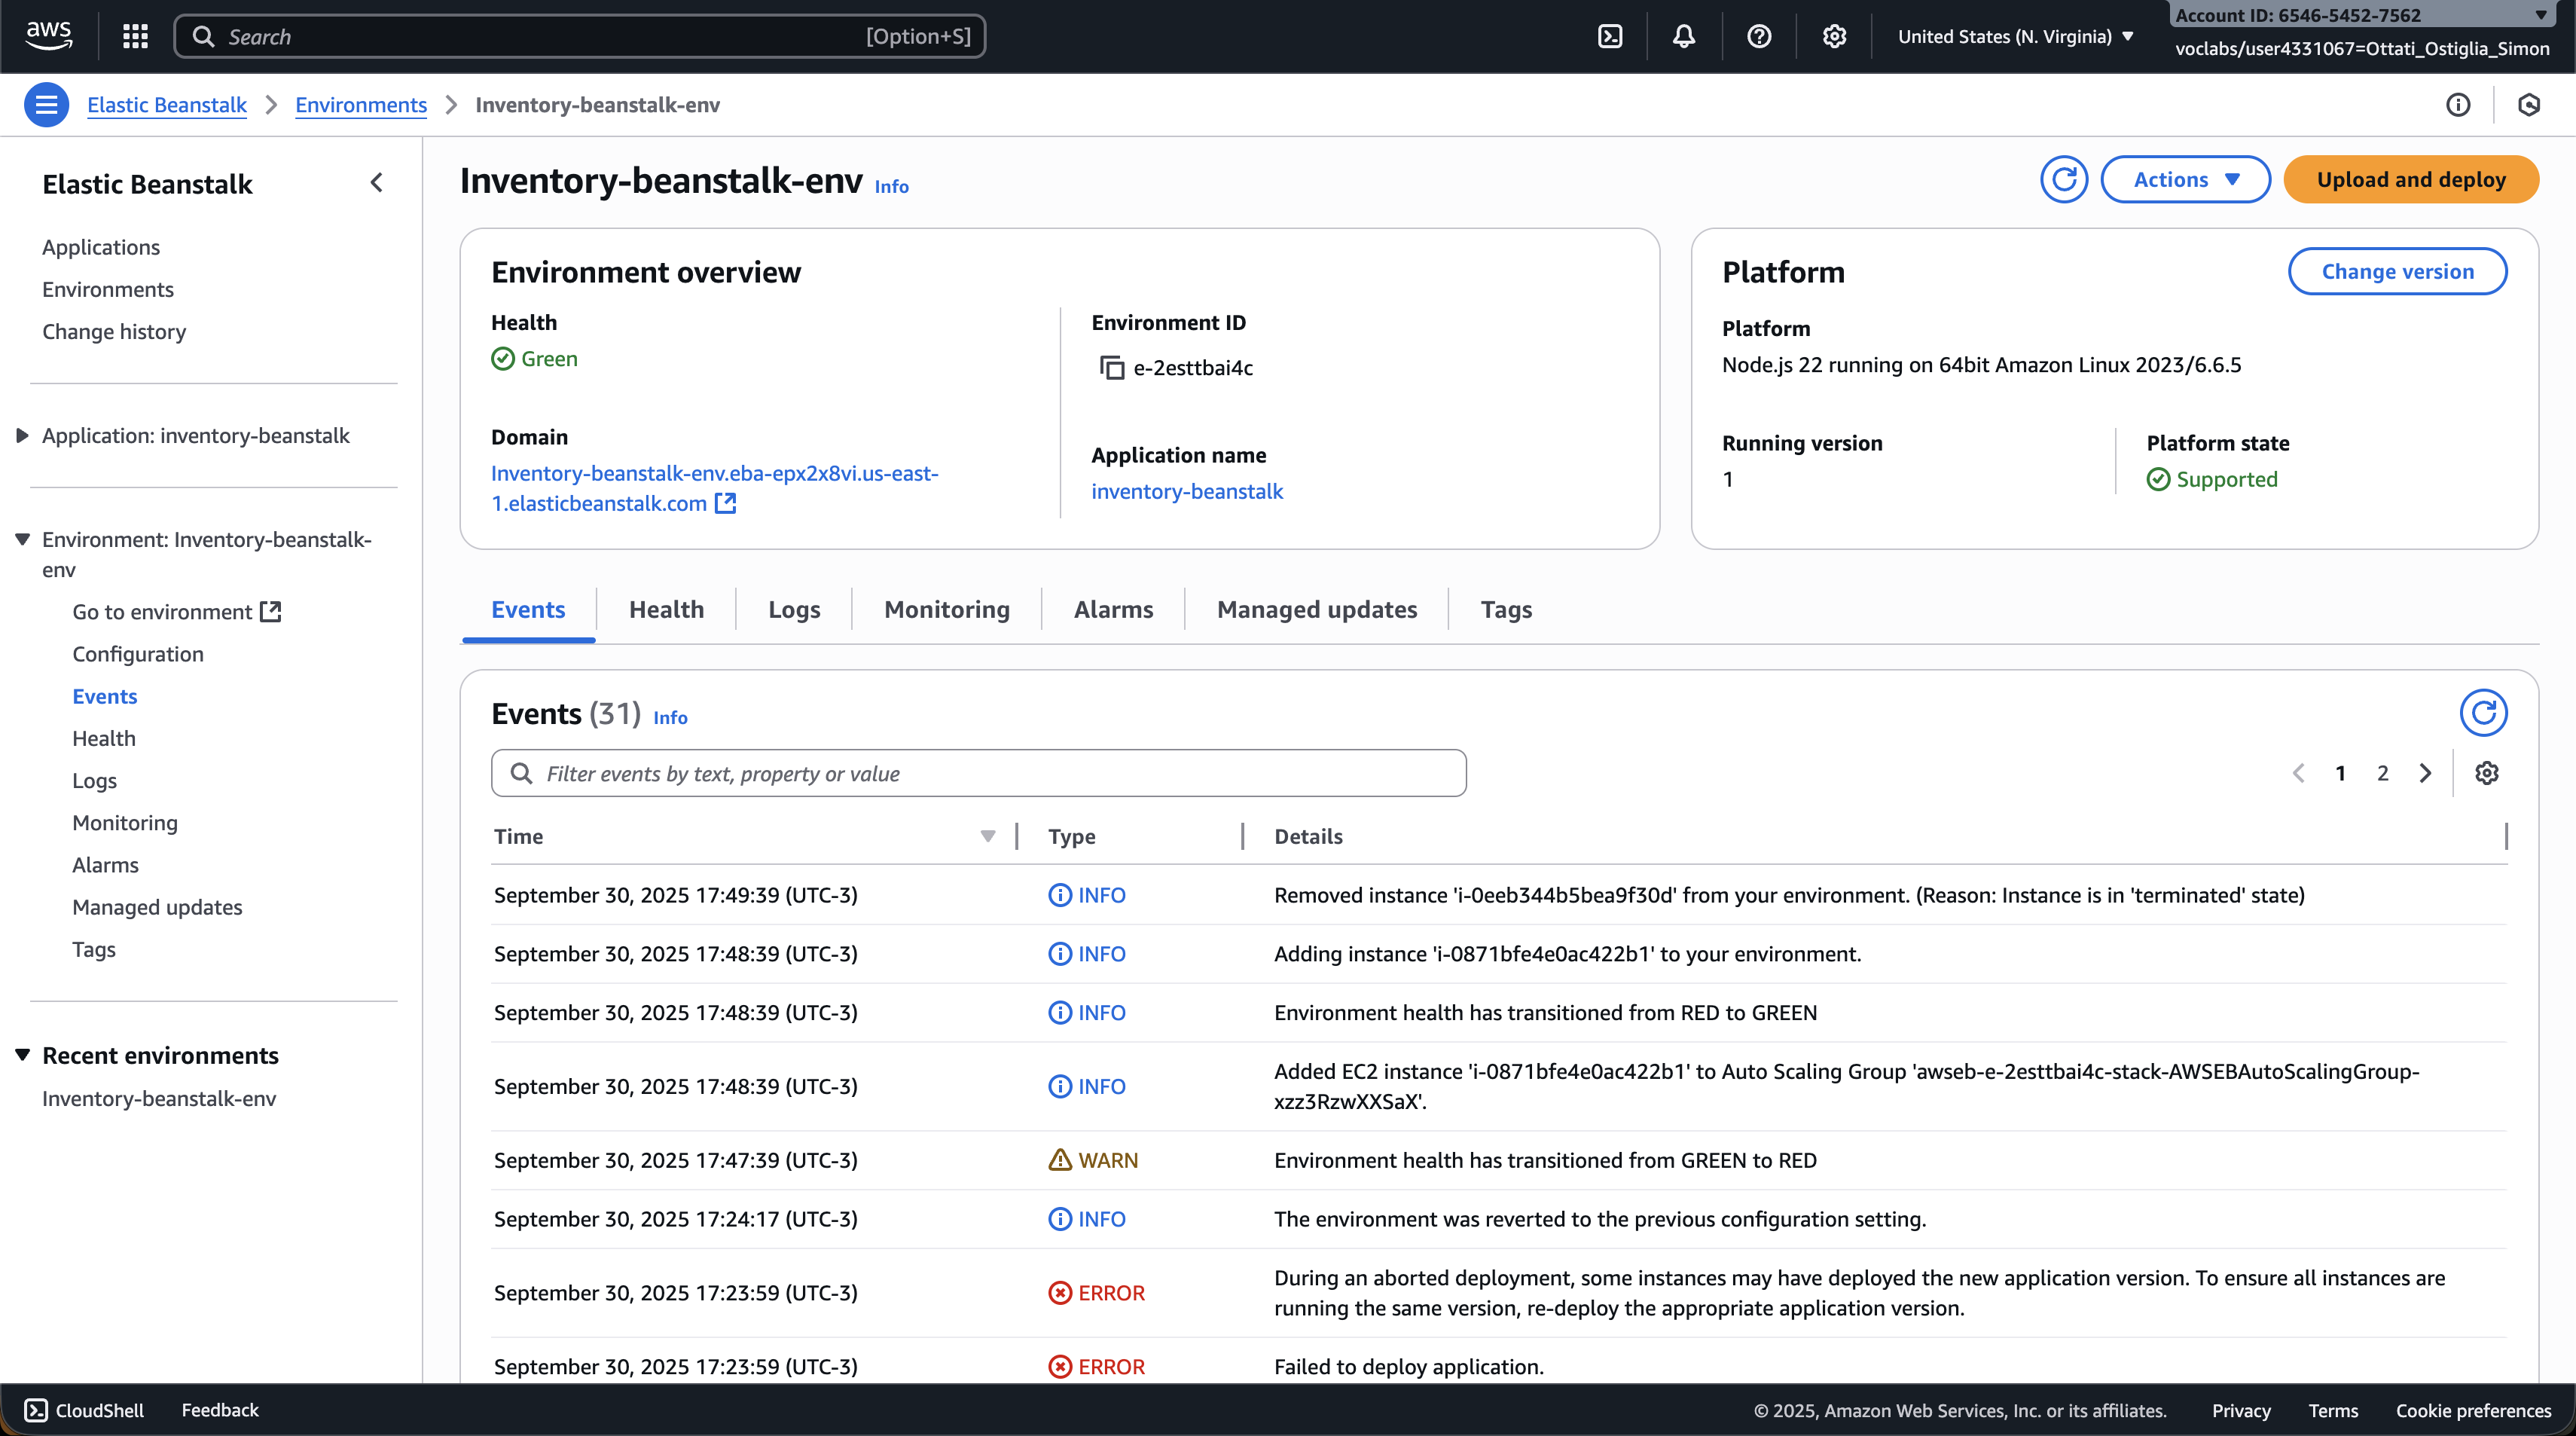 aws
Search
[Option+S]
United States (N. Virginia)
Account ID: 6546-5452-7562
voclabs/user4331067=Ottati_Ostiglia_Simon
Elastic Beanstalk
Environments
Inventory-beanstalk-env
Elastic Beanstalk
Applications
Environments
Change history
Application: inventory-beanstalk
Environment: Inventory-beanstalk-
env
Go to environment
Configuration
Events
Health
Logs
Monitoring
Alarms
Managed updates
Tags
Recent environments
Inventory-beanstalk-env
Inventory-beanstalk-env Info
Actions
Upload and deploy
Environment overview
Health
Green
Domain
Inventory-beanstalk-env.eba-epx2x8vi.us-east-
1.elasticbeanstalk.com
Environment ID
e-2esttbai4c
Application name
inventory-beanstalk
Platform
Change version
Platform
Node.js 22 running on 64bit Amazon Linux 2023/6.6.5
Running version
1
Platform state
Supported
Events Health Logs Monitoring Alarms Managed updates Tags
Events (31) Info
Filter events by text, property or value
1 2
Time Type Details
September 30, 2025 17:49:39 (UTC-3) INFO Removed instance 'i-0eeb344b5bea9f30d' from your environment. (Reason: Instance is in 'terminated' state)
September 30, 2025 17:48:39 (UTC-3) INFO Adding instance 'i-0871bfe4e0ac422b1' to your environment.
September 30, 2025 17:48:39 (UTC-3) INFO Environment health has transitioned from RED to GREEN
September 30, 2025 17:48:39 (UTC-3) INFO Added EC2 instance 'i-0871bfe4e0ac422b1' to Auto Scaling Group 'awseb-e-2esttbai4c-stack-AWSEBAutoScalingGroup-
xzz3RzwXXSaX'.
September 30, 2025 17:47:39 (UTC-3) WARN Environment health has transitioned from GREEN to RED
September 30, 2025 17:24:17 (UTC-3) INFO The environment was reverted to the previous configuration setting.
September 30, 2025 17:23:59 (UTC-3) ERROR During an aborted deployment, some instances may have deployed the new application version. To ensure all instances are
running the same version, re-deploy the appropriate application version.
September 30, 2025 17:23:59 (UTC-3) ERROR Failed to deploy application.
CloudShell Feedback © 2025, Amazon Web Services, Inc. or its affiliates. Privacy Terms Cookie preferences